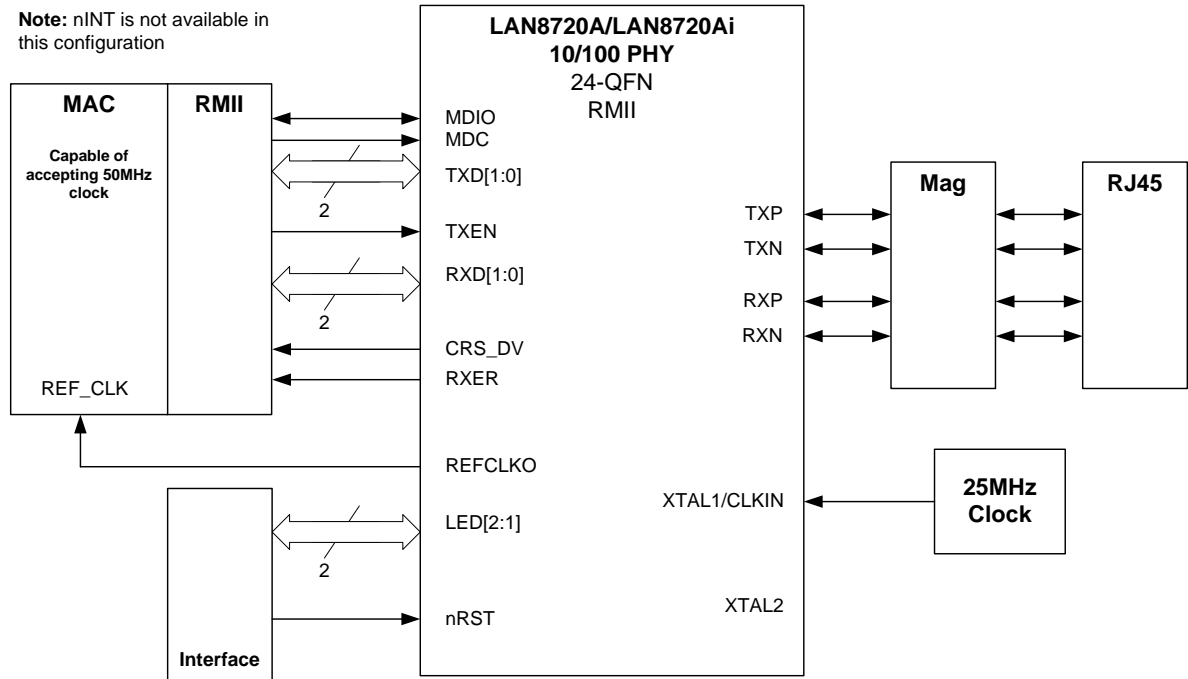 Note: nINT is not available in
this configuration
LAN8720A/LAN8720Ai
10/100 PHY
24-QFN
RMII
MAC
RMII
Capable of
accepting 50MHz
clock
REF_CLK
MDIO
MDC
TXD[1:0]
2
TXEN
RXD[1:0]
2
CRS_DV
RXER
REFCLKO
LED[2:1]
2
nRST
Interface
TXP
TXN
RXP
RXN
Mag
RJ45
XTAL1/CLKIN
25MHz
Clock
XTAL2